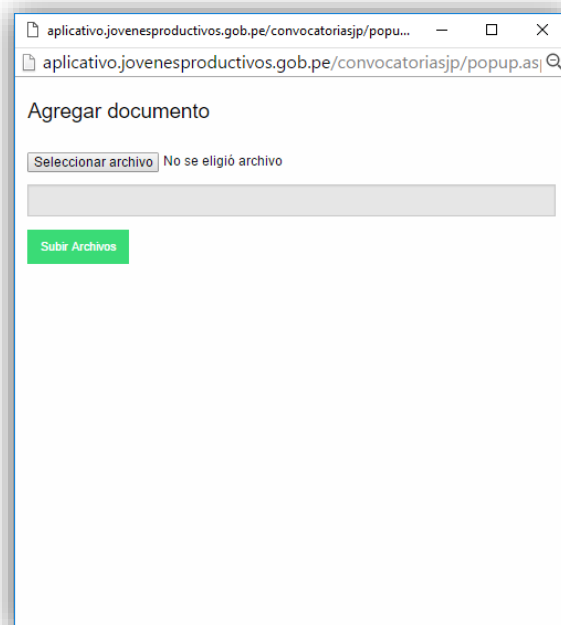 aplicativo.jovenesproductivos.gob.pe/convocatoriasjp/popu...
aplicativo.jovenesproductivos.gob.pe/convocatoriasjp/popup.asp
Agregar documento
Seleccionar archivo No se eligió archivo
Subir Archivos